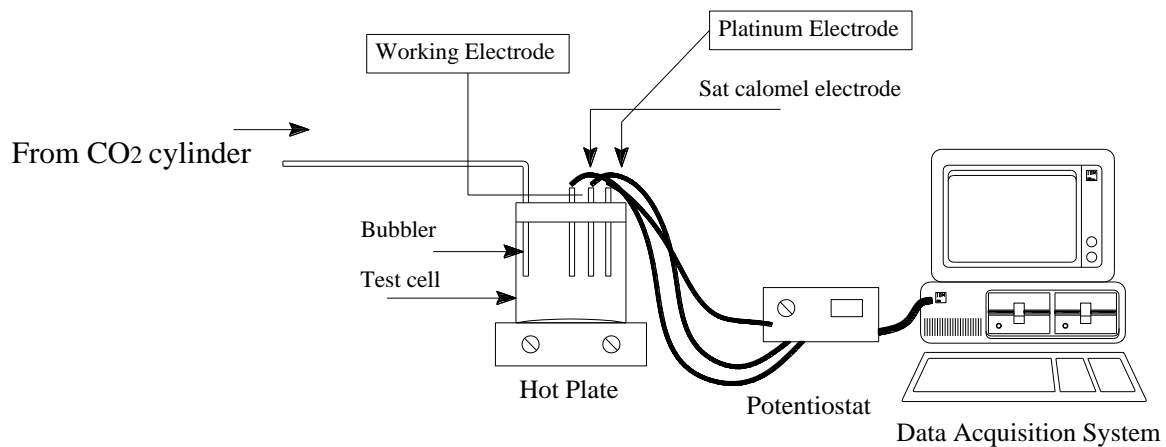 Platinum Electrode
Working Electrode
Sat calomel electrode
From CO2 cylinder
Bubbler
Test cell
Hot Plate
Potentiostat
Data Acquisition System